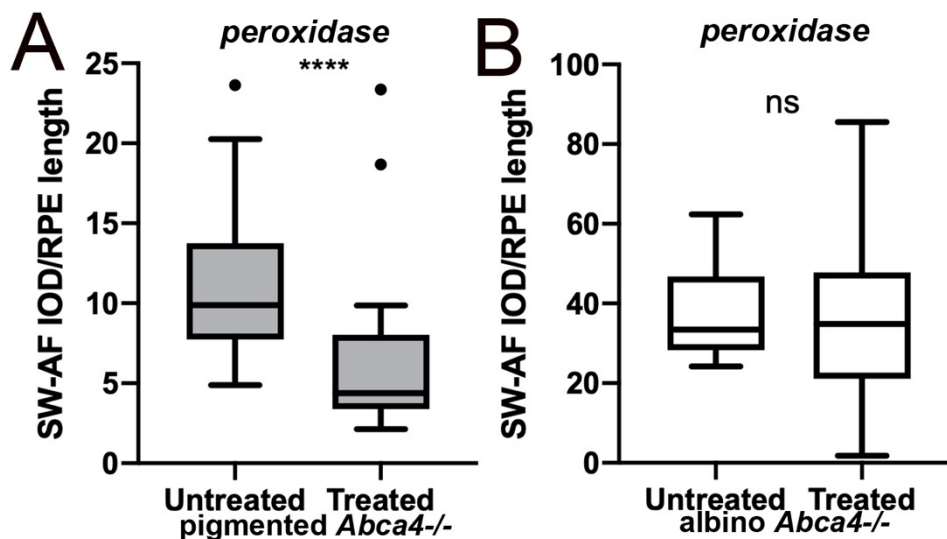 A
peroxidase
****
25
20
15
10
5
0
SW-AF IOD/RPE length
Untreated Treated
pigmented Abca4-/-
B
peroxidase
ns
100
80
60
40
20
0
SW-AF IOD/RPE length
Untreated Treated
albino Abca4-/-